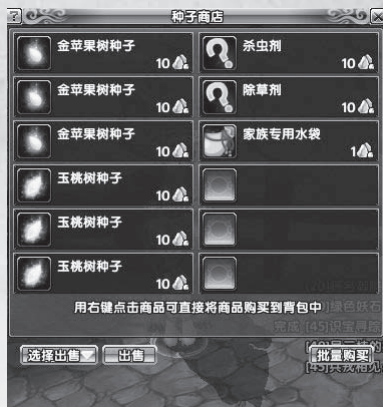 种子商店
金苹果树种子
10
杀虫剂
10
金苹果树种子
10
除草剂
10
金苹果树种子
10
家族专用水袋
1
玉桃树种子
10
玉桃树种子
10
玉桃树种子
10
用右键点击商品可直接将商品购买到背包中
选择出售
出售
批量购买